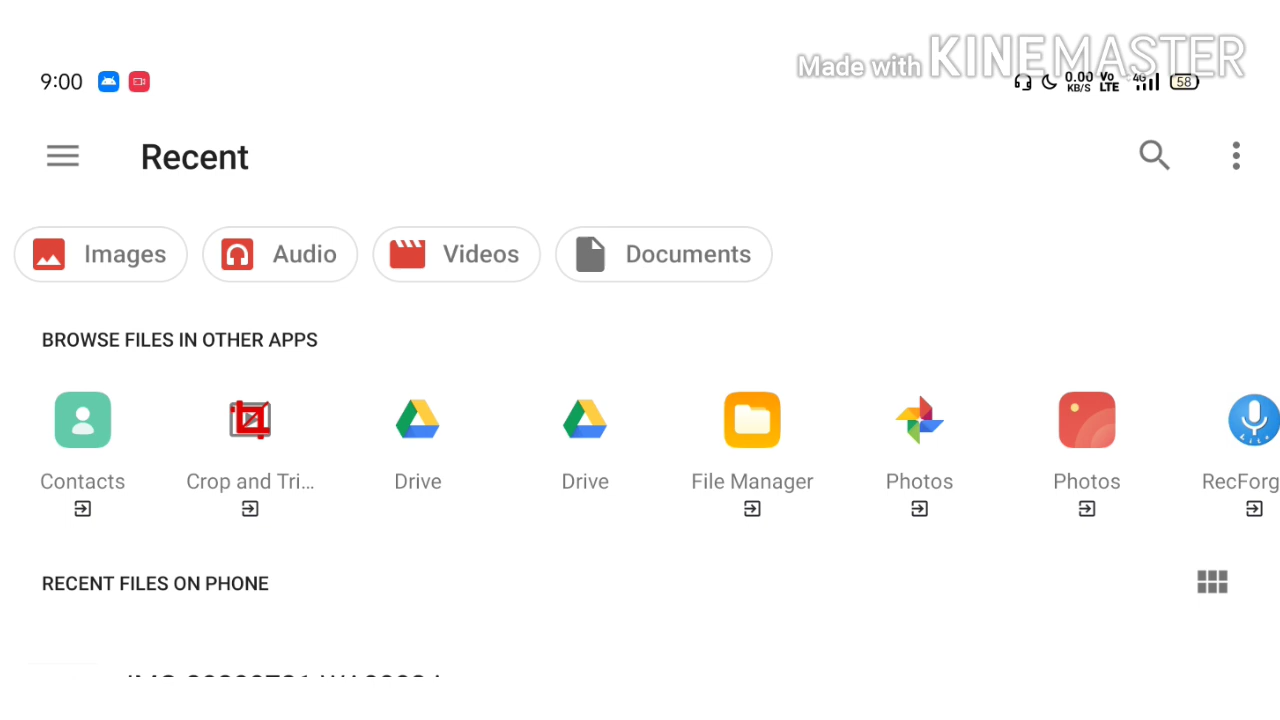 Made with KINEMASTER
9:00 0.00 KB/S Vo LTE 4G 58
Recent
Images Audio Videos Documents
BROWSE FILES IN OTHER APPS
Contacts Crop and Tri... Drive Drive File Manager Photos Photos RecForg
RECENT FILES ON PHONE